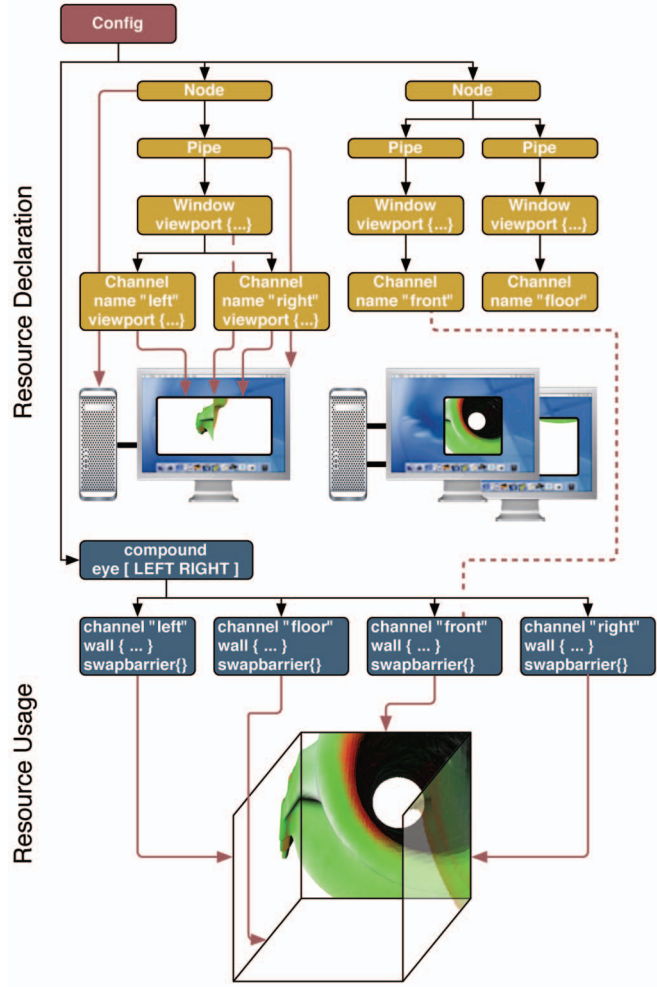 Config
Node
Node
Pipe
Pipe
Pipe
Window
viewport {...}
Window
viewport {...}
Window
viewport {...}
Channel
name "left"
viewport {...}
Channel
name "right"
viewport {...}
Channel
name "front"
Channel
name "floor"
Resource Declaration
compound
eye [ LEFT RIGHT ]
channel "left"
wall { ... }
swapbarrier{}
channel "floor"
wall { ... }
swapbarrier{}
channel "front"
wall { ... }
swapbarrier{}
channel "right"
wall { ... }
swapbarrier{}
Resource Usage